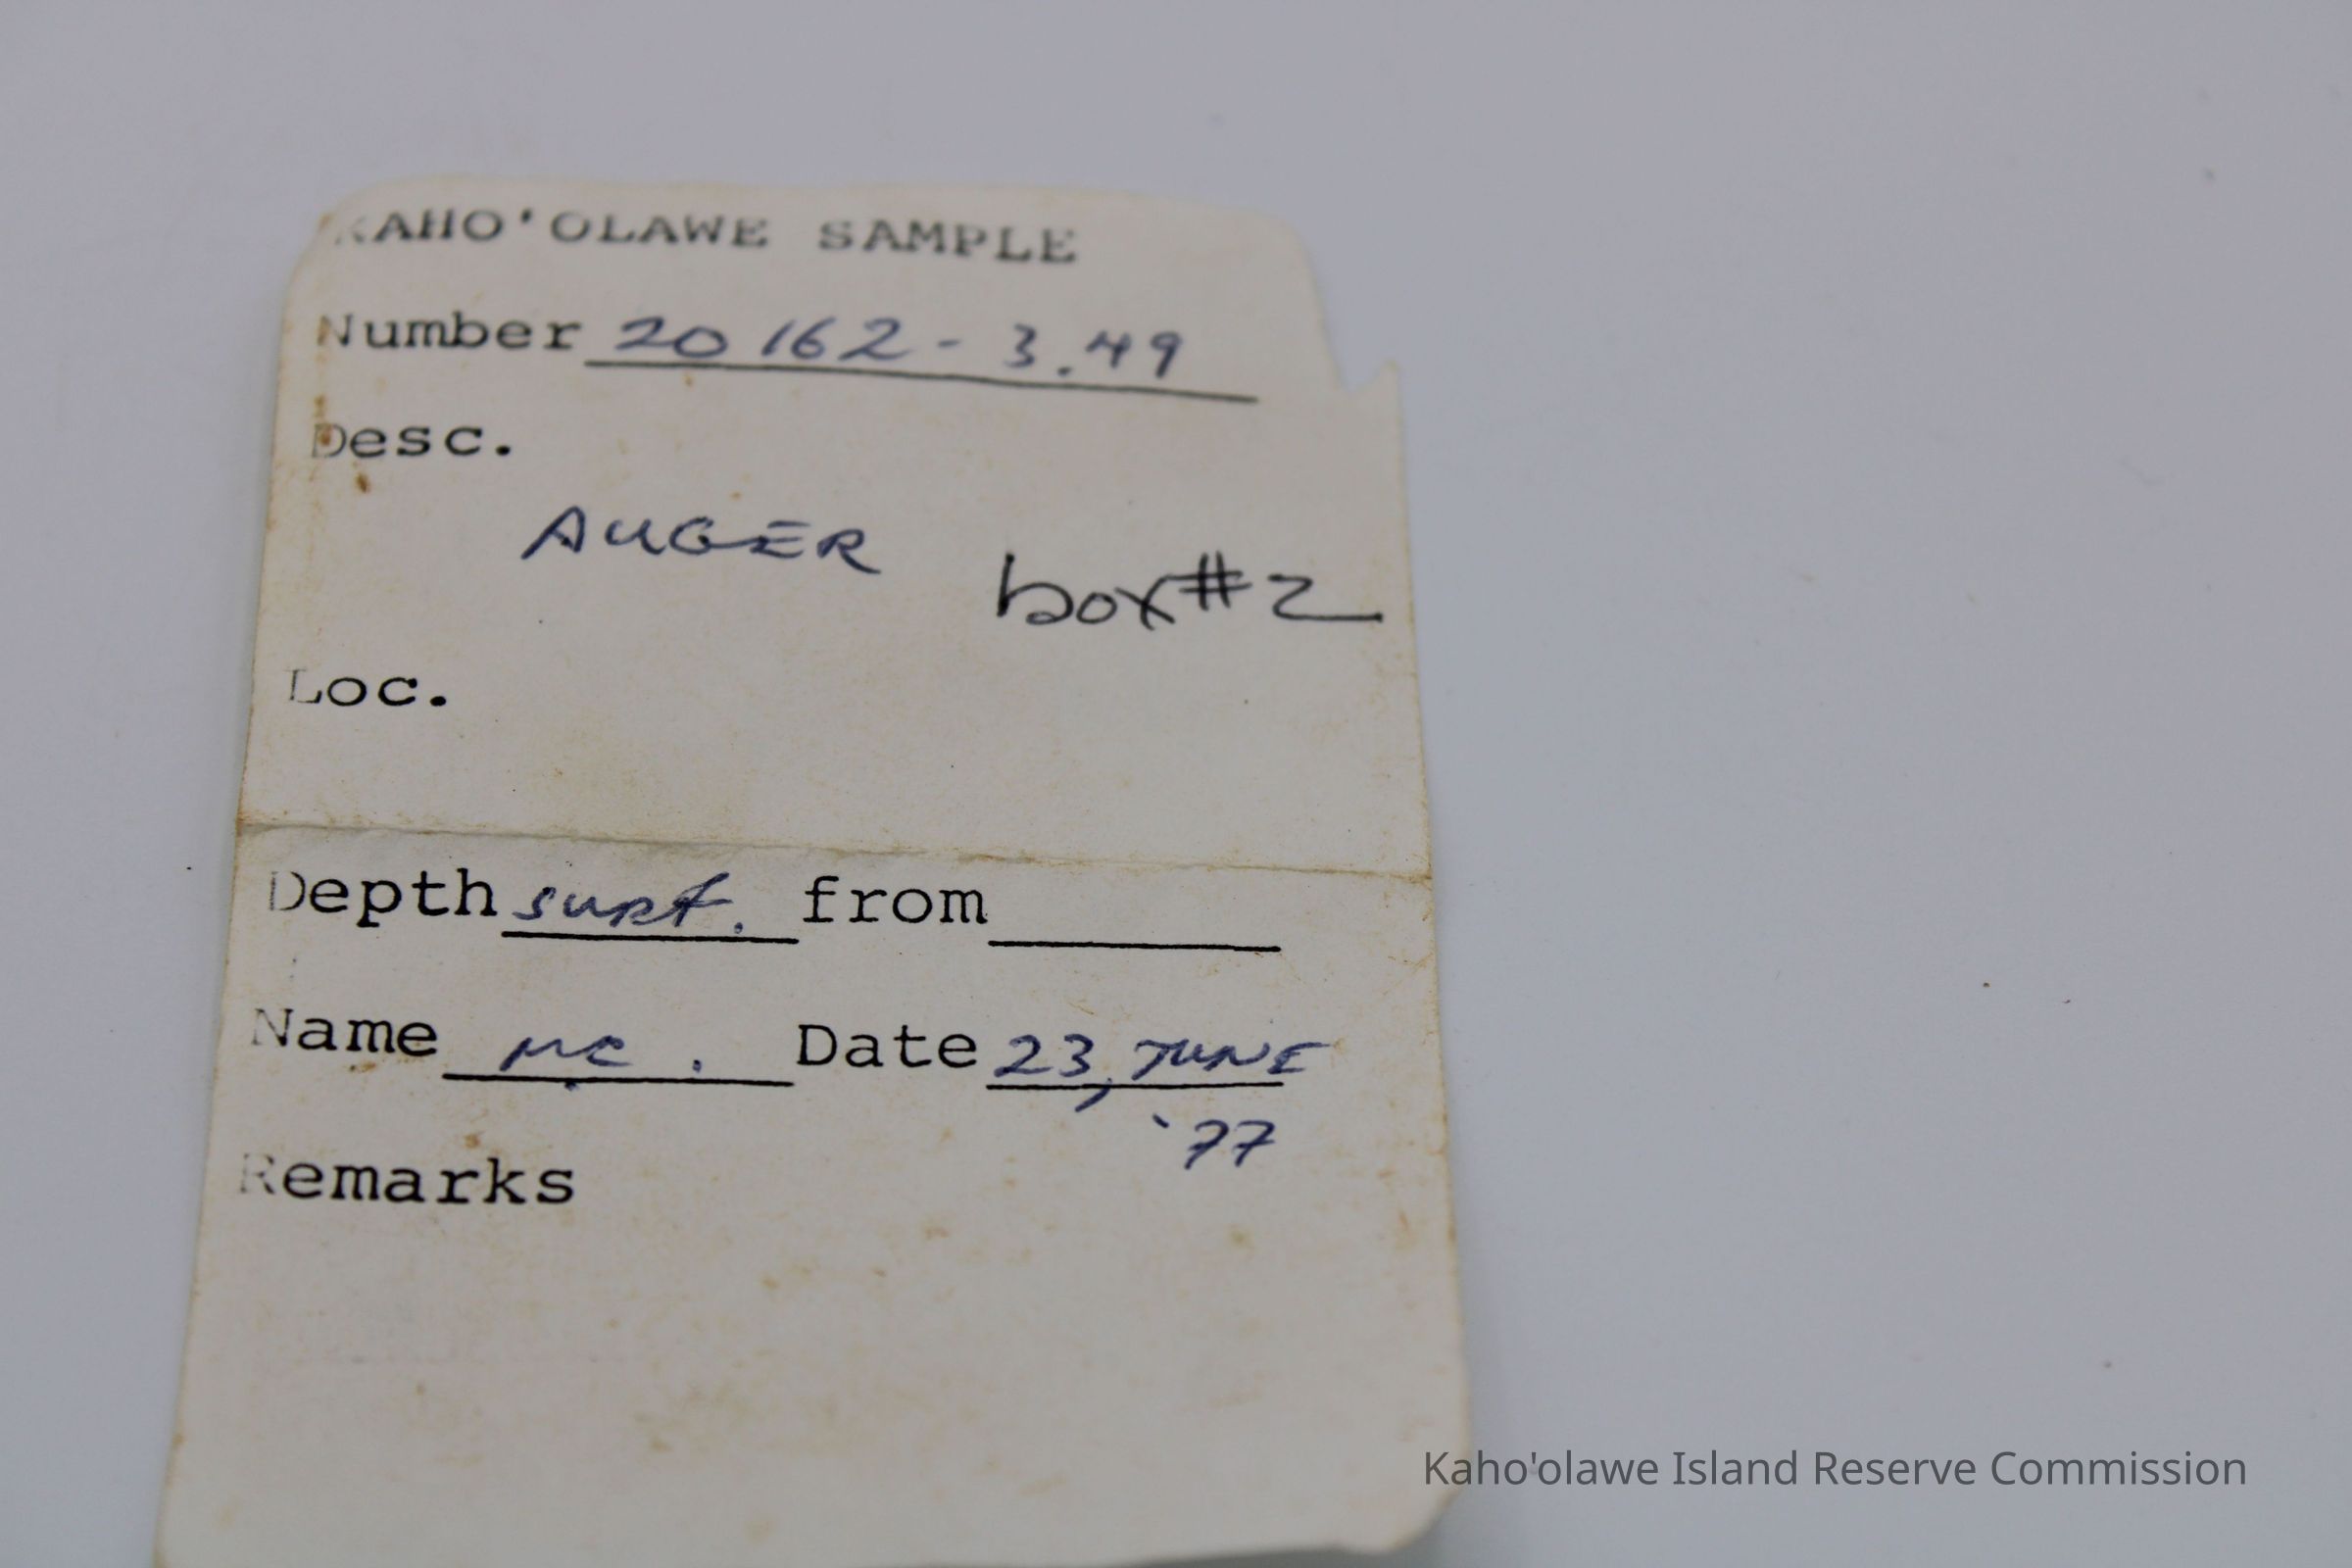 KAHO'OLAWE SAMPLE
Number 20162-3.49
Desc.
AUGER box #2
Loc.
Depth surf. from
Name MC. Date 23, JUNE
'77
Remarks
Kaho'olawe Island Reserve Commission